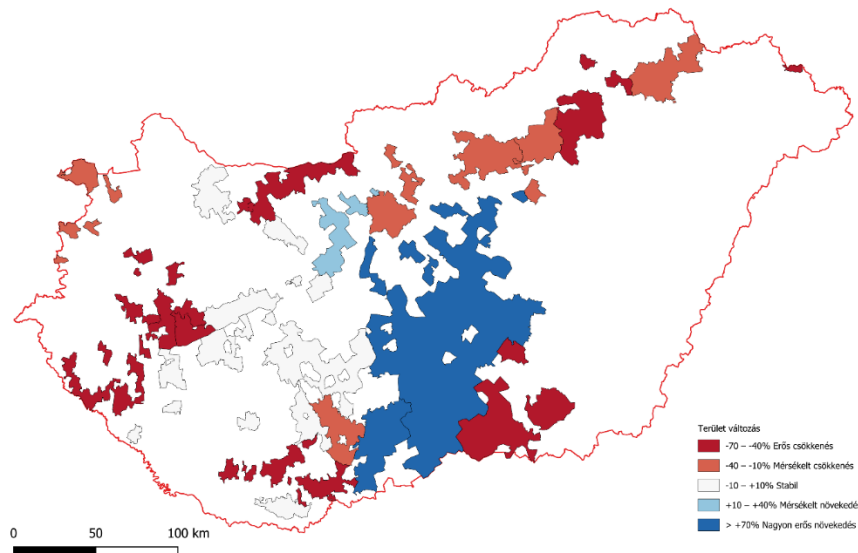 Terület változás
-70 – -40% Erős csökkenés
-40 – -10% Mérsékelt csökkenés
-10 – +10% Stabil
+10 – +40% Mérsékelt növekedé
> +70% Nagyon erős növekedés
0 50 100 km